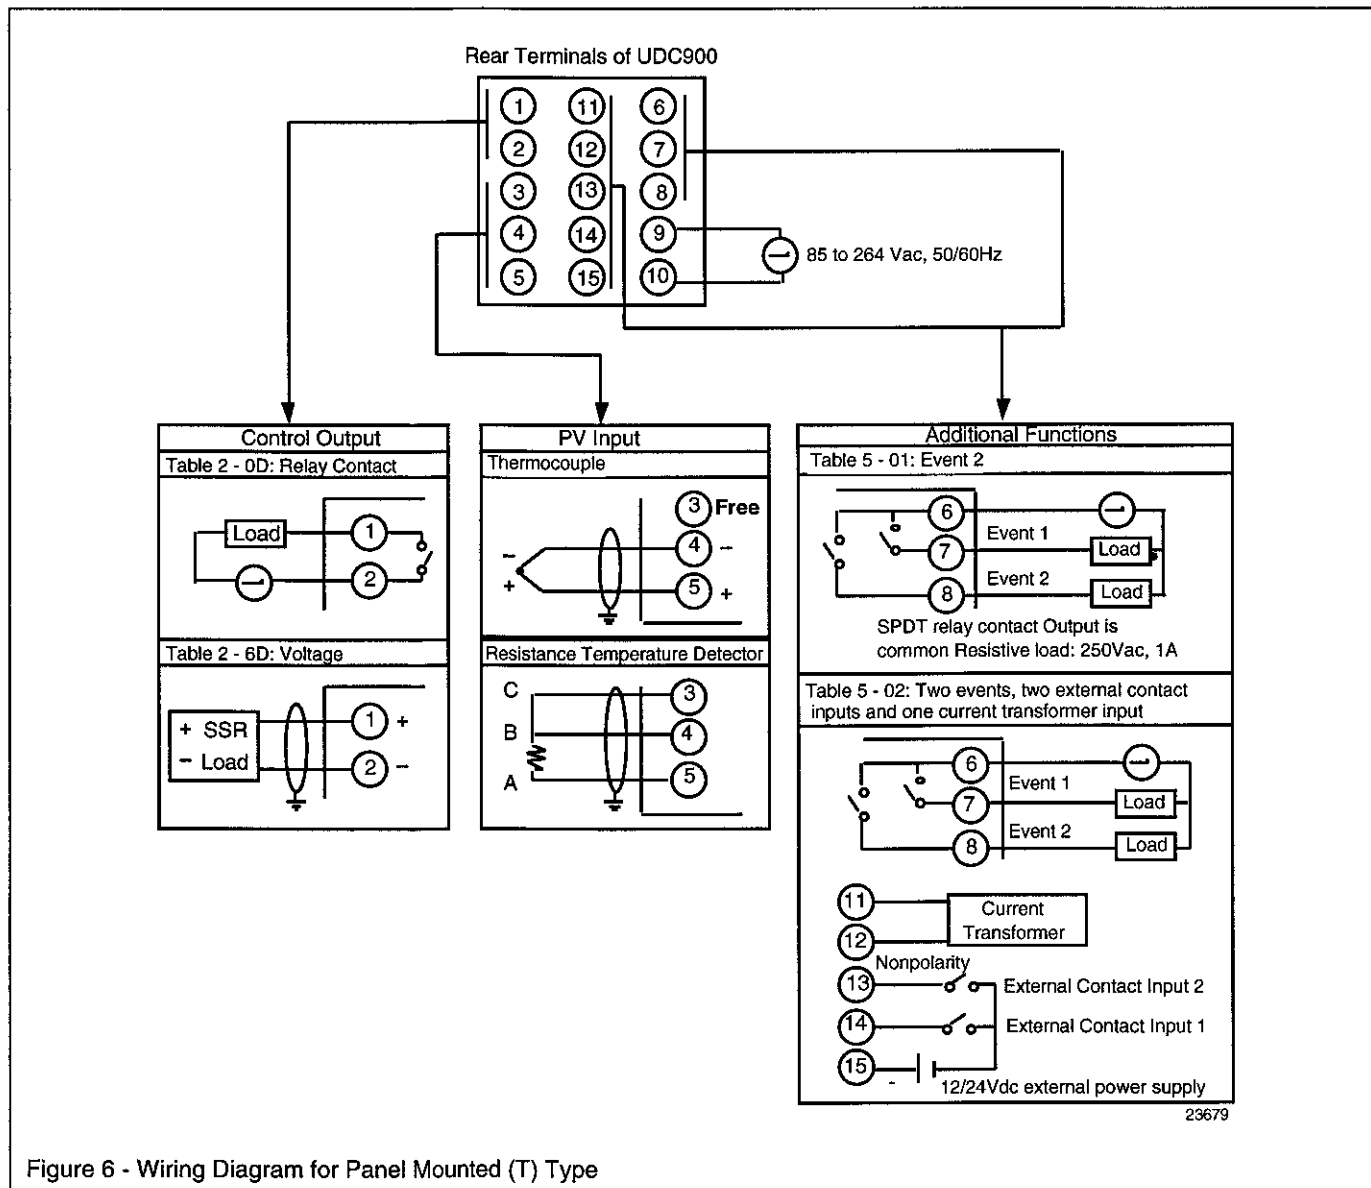 Rear Terminals of UDC900
1 11 6
2 12 7
3 13 8
4 14 9
5 15 10
85 to 264 Vac, 50/60Hz
Control Output
Table 2 - 0D: Relay Contact
Load
1
2
Table 2 - 6D: Voltage
+ SSR
- Load
1 +
2 -
PV Input
Thermocouple
3 Free
4 -
5 +
-
+
Resistance Temperature Detector
C
B
A
3
4
5
Additional Functions
Table 5 - 01: Event 2
6
7
8
Event 1
Load
Event 2
Load
SPDT relay contact Output is
common Resistive load: 250Vac, 1A
Table 5 - 02: Two events, two external contact
inputs and one current transformer input
6
7
8
Event 1
Load
Event 2
Load
11
12
Current
Transformer
Nonpolarity
13
External Contact Input 2
14
External Contact Input 1
15
-
12/24Vdc external power supply
23679
Figure 6 - Wiring Diagram for Panel Mounted (T) Type